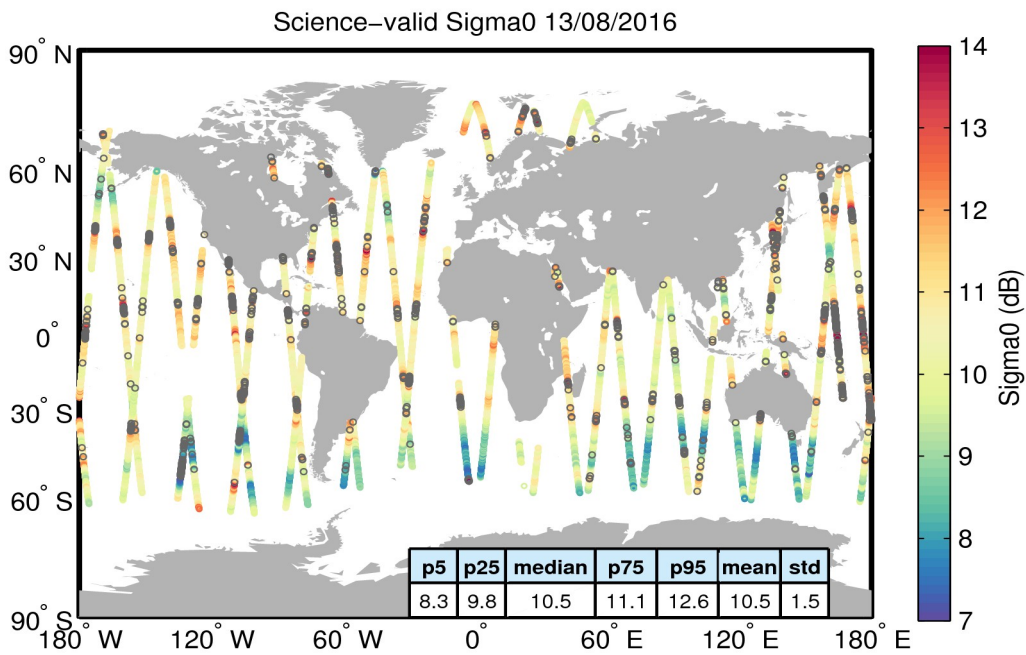 Science−valid Sigma0 13/08/2016
90° N
60° N
30° N
0°
30° S
60° S
90° S
180° W
120° W
60° W
0°
60° E
120° E
180° E
p5 p25 median p75 p95 mean std
8.3 9.8 10.5 11.1 12.6 10.5 1.5
14
13
12
11
10
9
8
7
Sigma0 (dB)